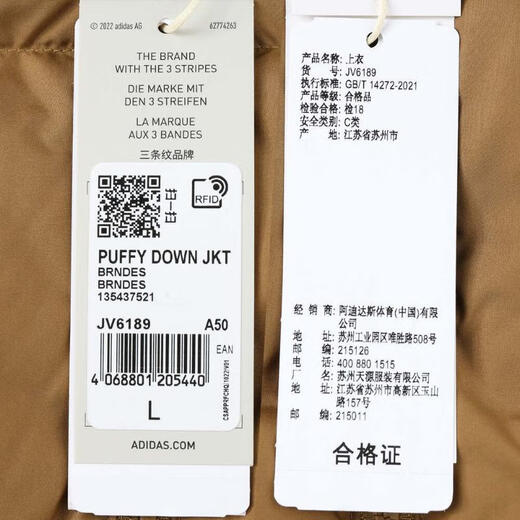 © 2022 adidas AG
62774263
THE BRAND
WITH THE 3 STRIPES
DIE MARKE MIT
DEN 3 STREIFEN
LA MARQUE
AUX 3 BANDES
三条纹品牌
RFID
PUFFY DOWN JKT
BRNDES
BRNDES
135437521
JV6189 A50
EAN
4 068801 205440
L
ADIDAS.COM
产品名称: 上衣
货 号: JV6189
执行标准: GB/T 14272-2021
产品等级: 合格品
检验合格: 检18
安全类别: C类
产 地: 江苏省苏州市
经 销 商: 阿迪达斯体育(中国)有限
公司
地 址: 苏州工业园区唯胜路508号
邮 编: 215126
电 话: 400 880 1515
厂 名: 苏州天源服装有限公司
地 址: 江苏省苏州市高新区玉山
路157号
邮 编: 215011
合格证